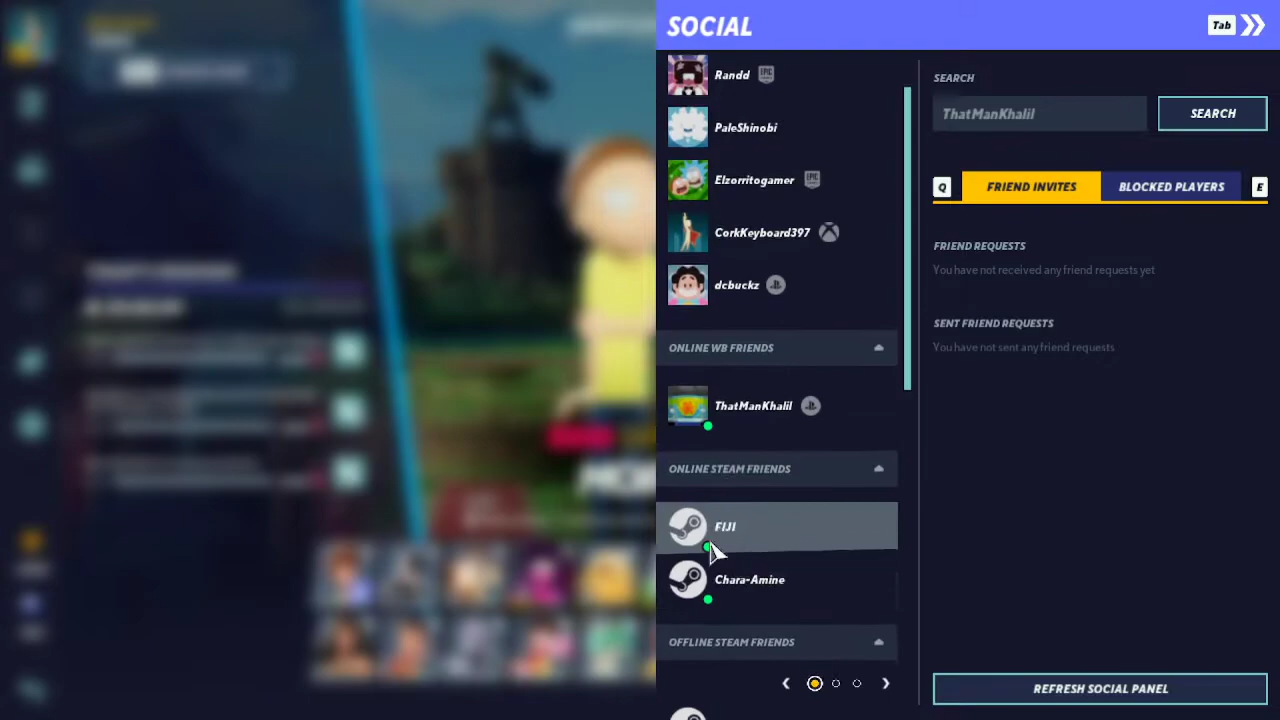 SOCIAL
Tab
Randd
EPIC
PaleShinobi
Elzorritogamer
EPIC
CorkKeyboard397
dcbuckz
ONLINE WB FRIENDS
ThatManKhalil
ONLINE STEAM FRIENDS
FIJI
Chara-Amine
OFFLINE STEAM FRIENDS
SEARCH
ThatManKhalil
SEARCH
Q
FRIEND INVITES
BLOCKED PLAYERS
E
FRIEND REQUESTS
You have not received any friend requests yet
SENT FRIEND REQUESTS
You have not sent any friend requests
REFRESH SOCIAL PANEL